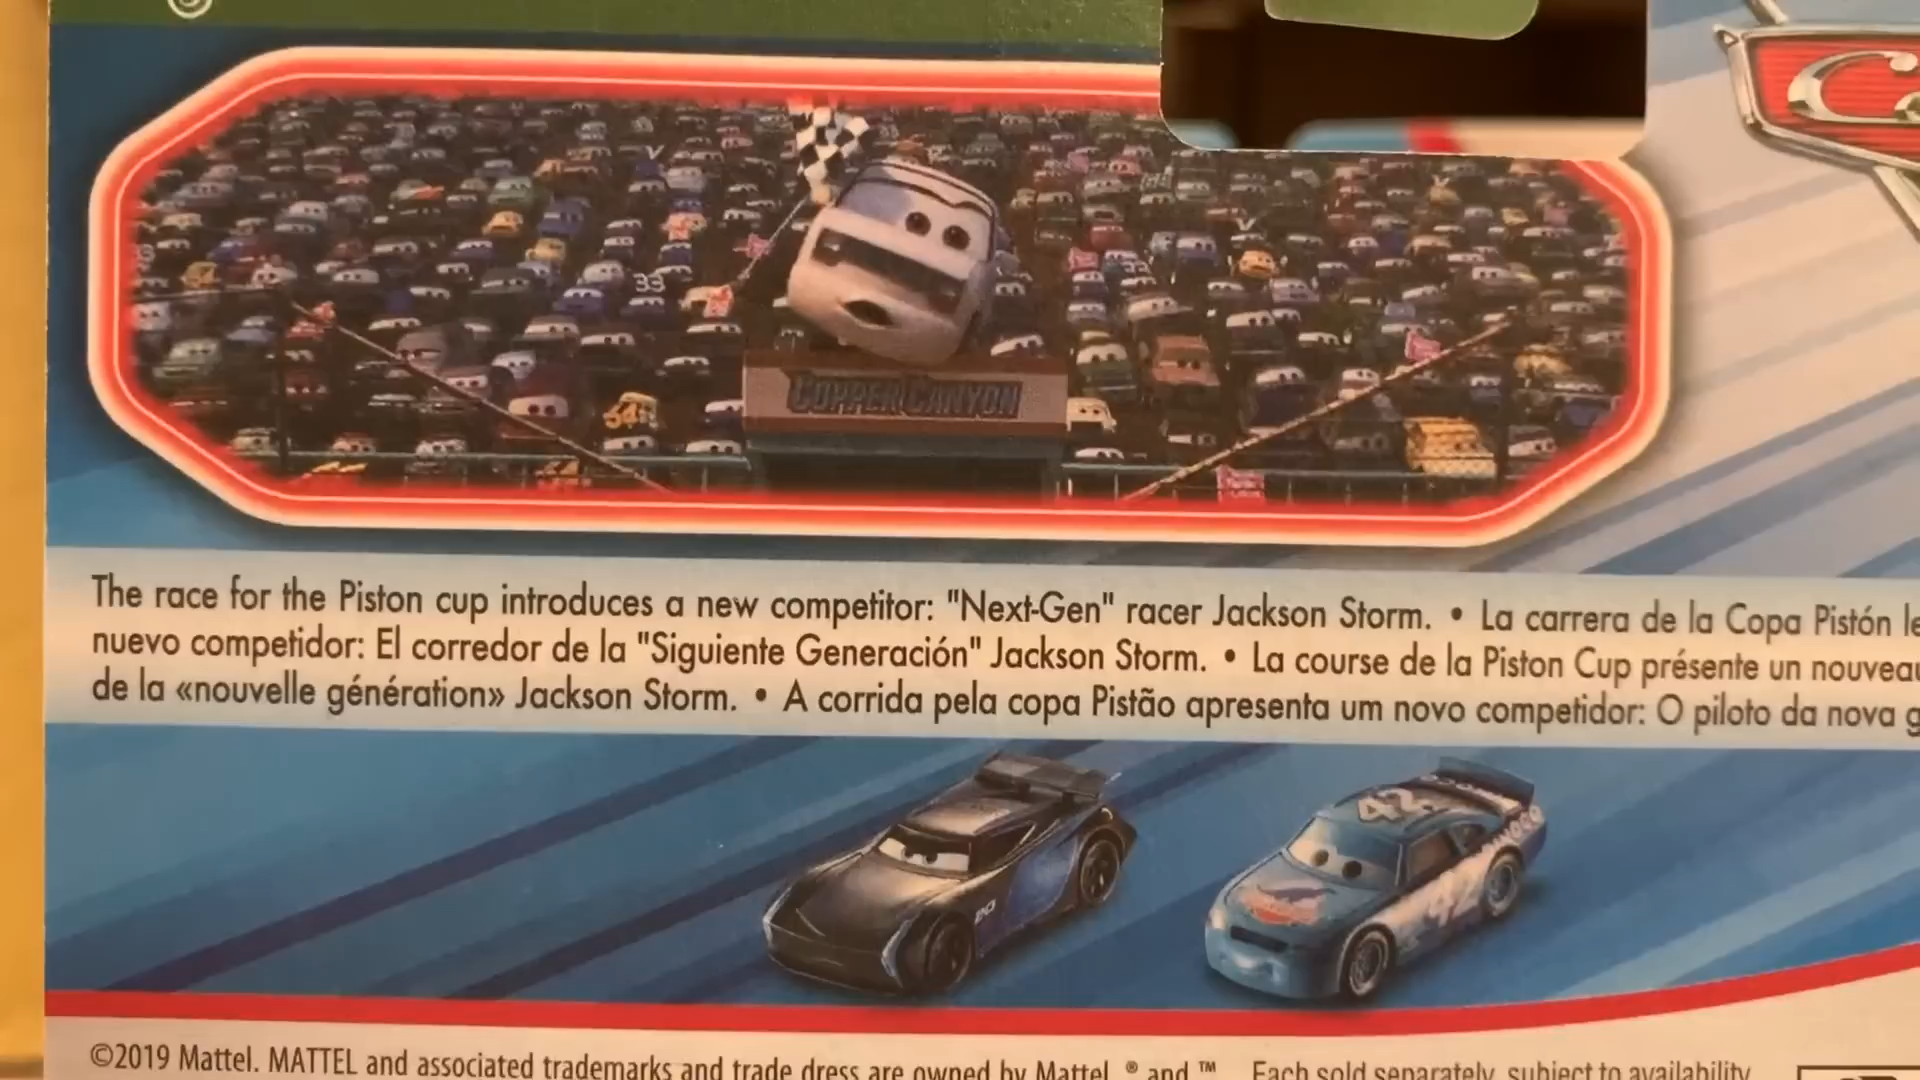 COPPER CANYON
The race for the Piston cup introduces a new competitor: "Next-Gen" racer Jackson Storm. • La carrera de la Copa Pistón
nuevo competidor: El corredor de la "Siguiente Generación" Jackson Storm. • La course de la Piston Cup présente un
de la «nouvelle génération» Jackson Storm. • A corrida pela copa Pistão apresenta um novo competidor: O piloto da nova
42
42
20
©2019 Mattel. MATTEL and associated trademarks and trade dress are owned by Mattel. ® and ™ Each sold separately, subject to availability.